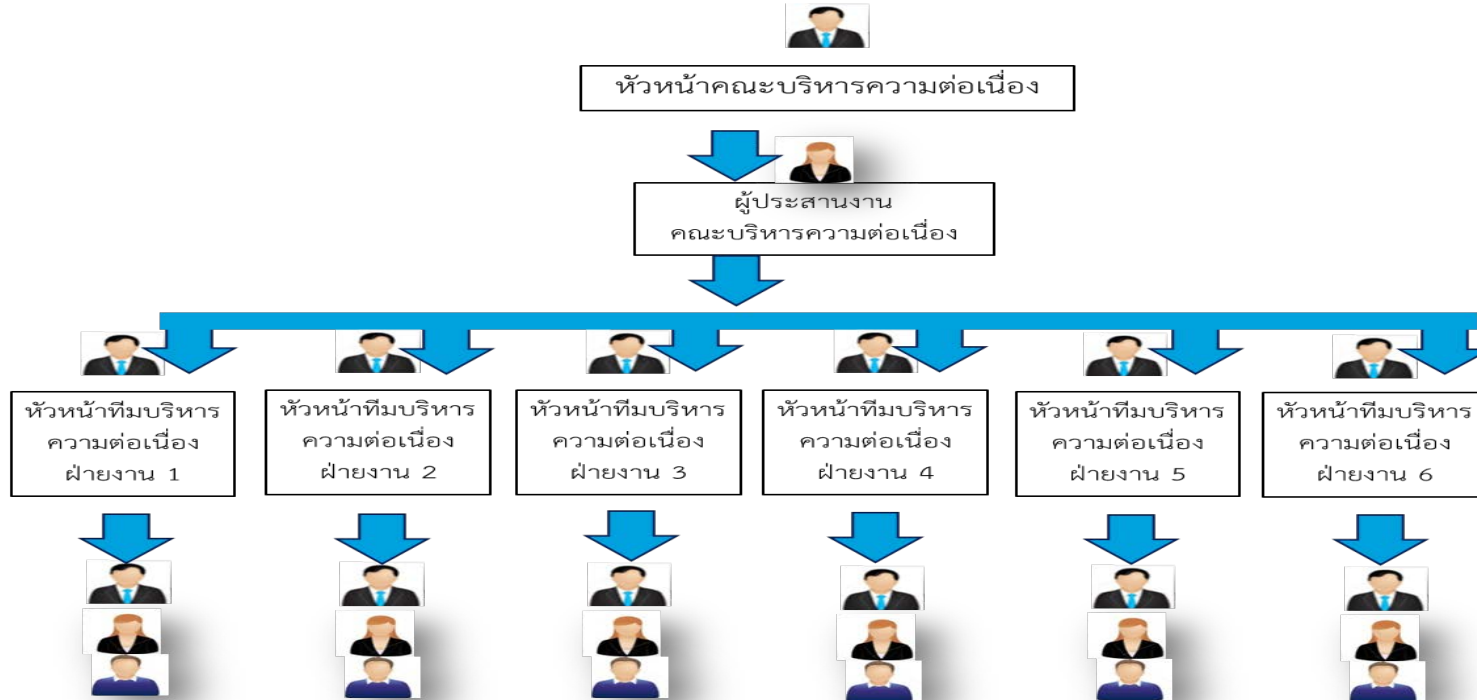 หัวหน้าคณะบริหารความต่อเนื่อง
ผู้ประสานงาน
คณะบริหารความต่อเนื่อง
หัวหน้าทีมบริหาร
ความต่อเนื่อง
ฝ่ายงาน 1
หัวหน้าทีมบริหาร
ความต่อเนื่อง
ฝ่ายงาน 2
หัวหน้าทีมบริหาร
ความต่อเนื่อง
ฝ่ายงาน 3
หัวหน้าทีมบริหาร
ความต่อเนื่อง
ฝ่ายงาน 4
หัวหน้าทีมบริหาร
ความต่อเนื่อง
ฝ่ายงาน 5
หัวหน้าทีมบริหาร
ความต่อเนื่อง
ฝ่ายงาน 6